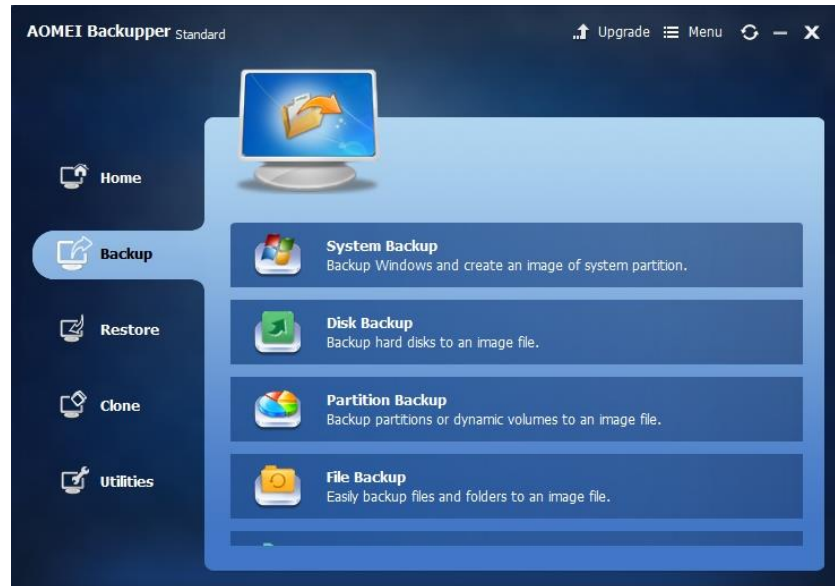 AOMEI Backupper Standard
Upgrade Menu
Home
Backup
Restore
Clone
Utilities
System Backup
Backup Windows and create an image of system partition.
Disk Backup
Backup hard disks to an image file.
Partition Backup
Backup partitions or dynamic volumes to an image file.
File Backup
Easily backup files and folders to an image file.